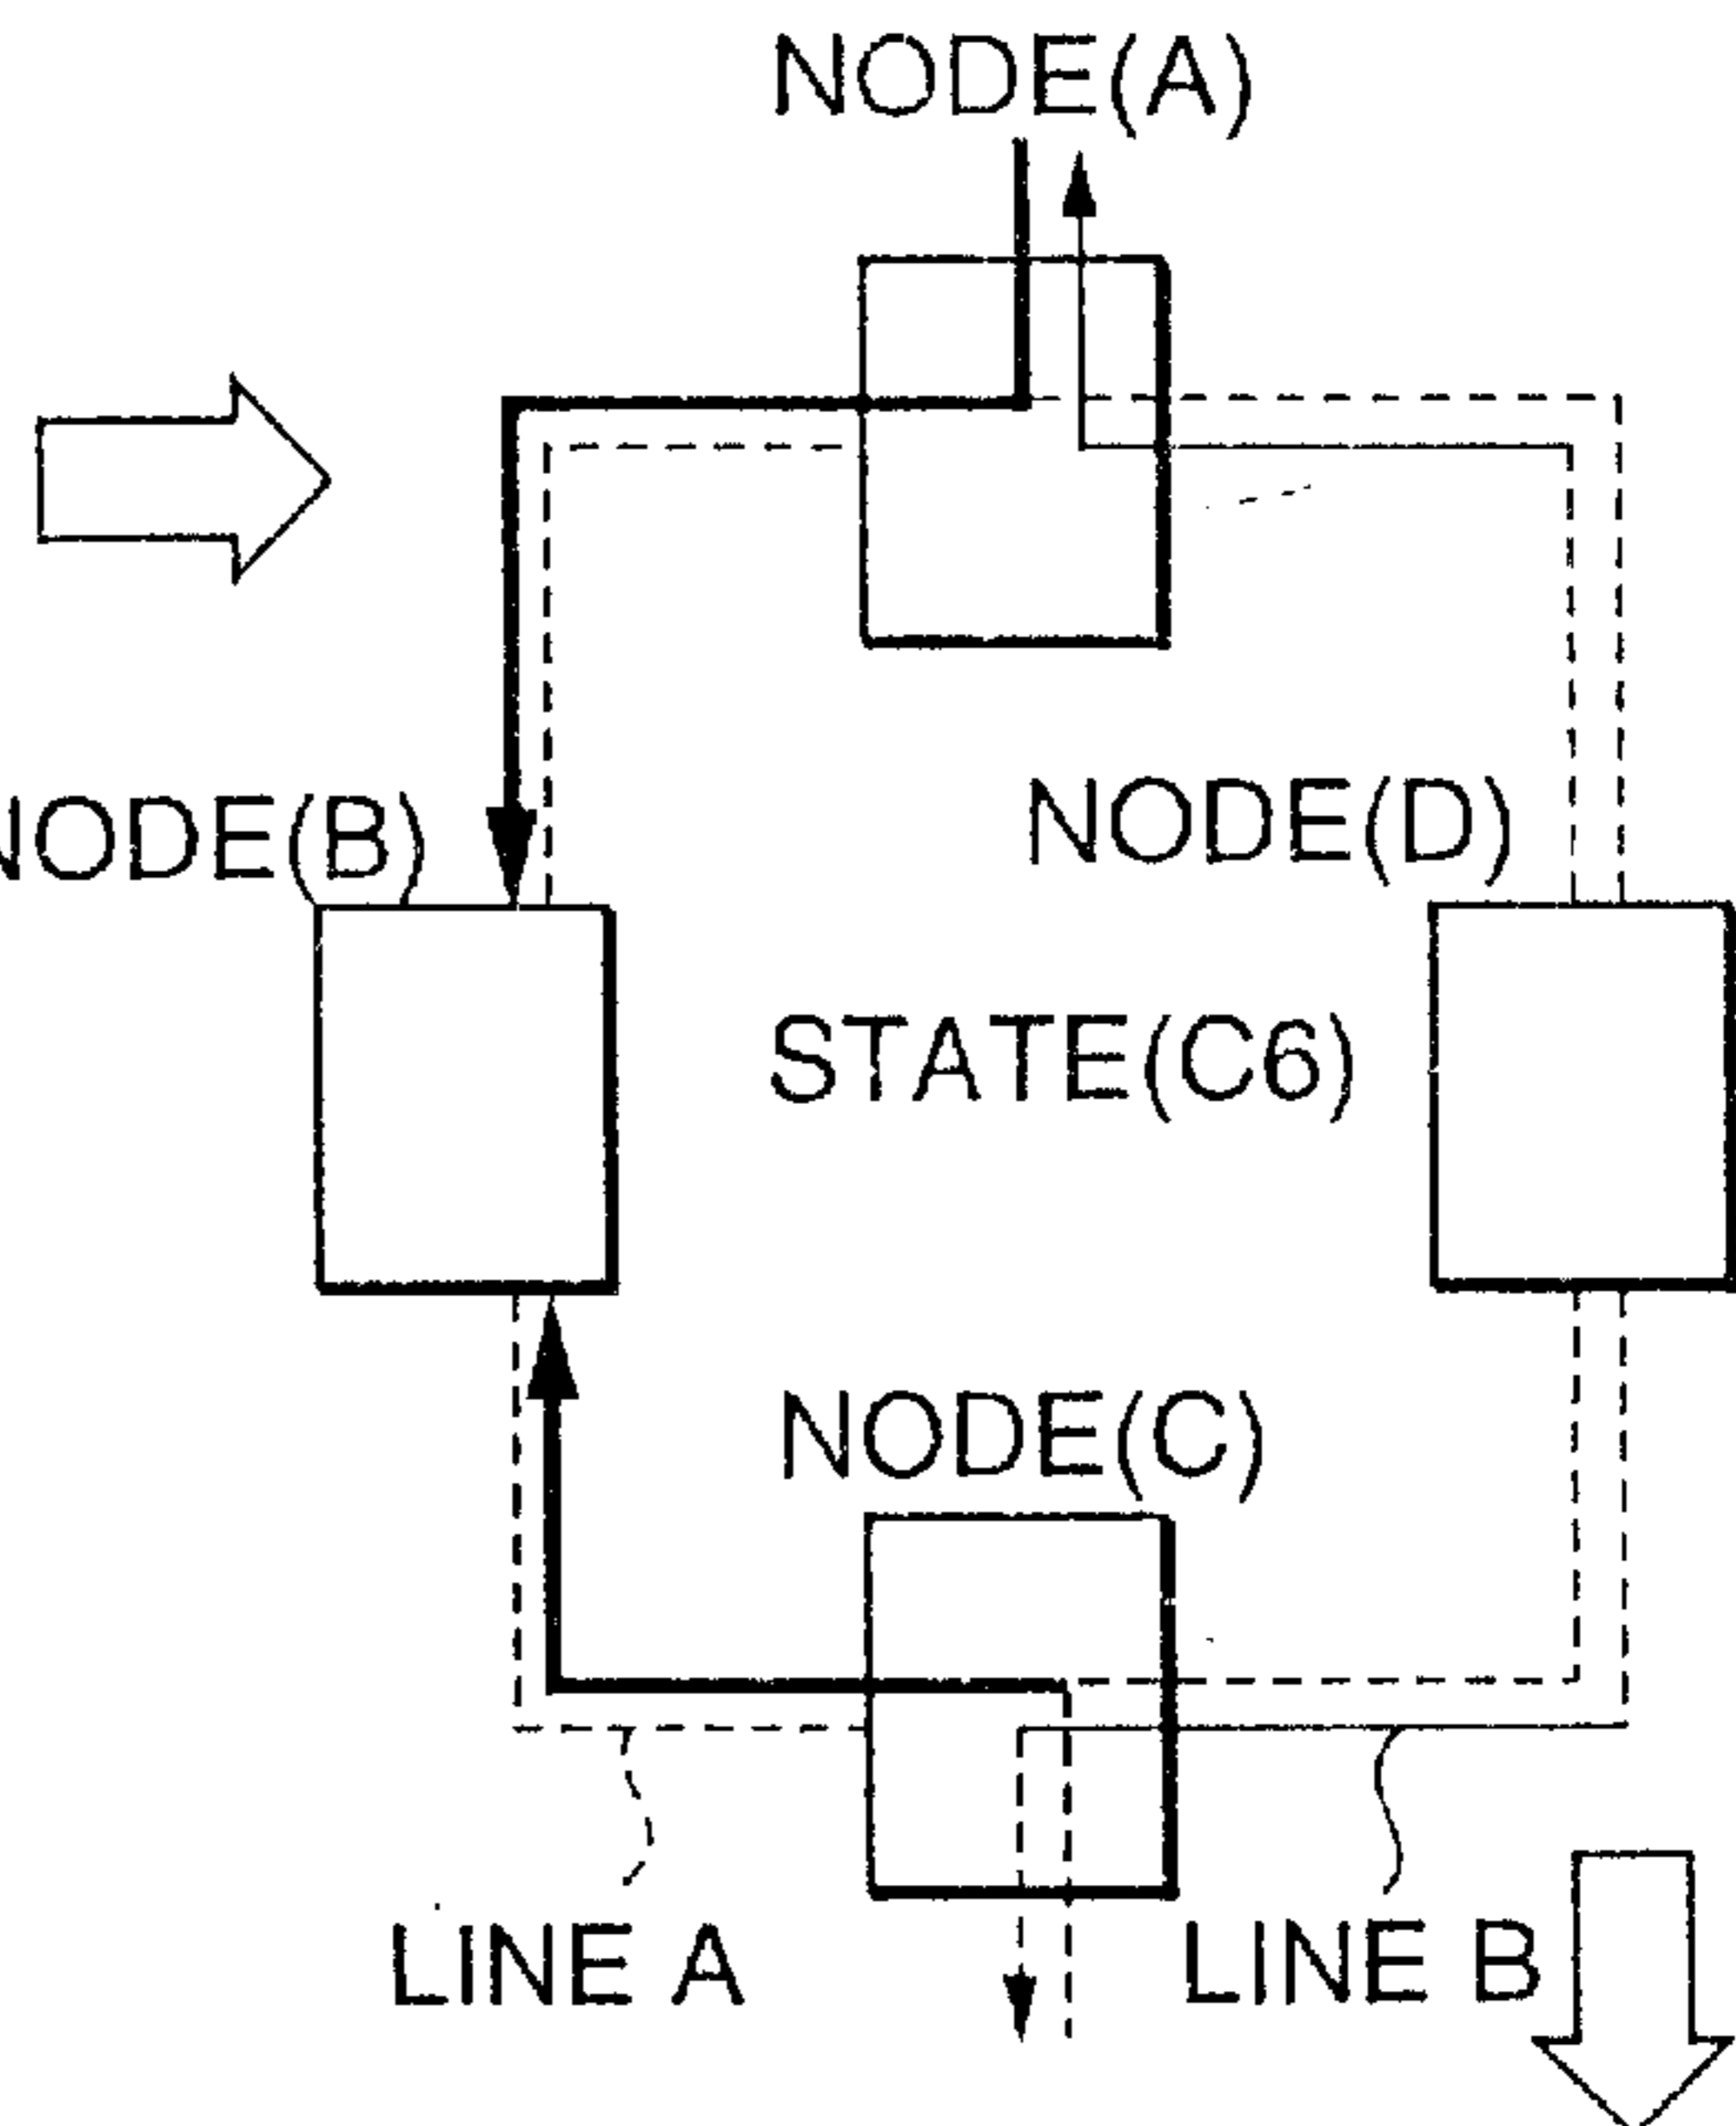 NODE(A)
NODE(B)
NODE(D)
STATE(C6)
NODE(C)
LINE A
LINE B